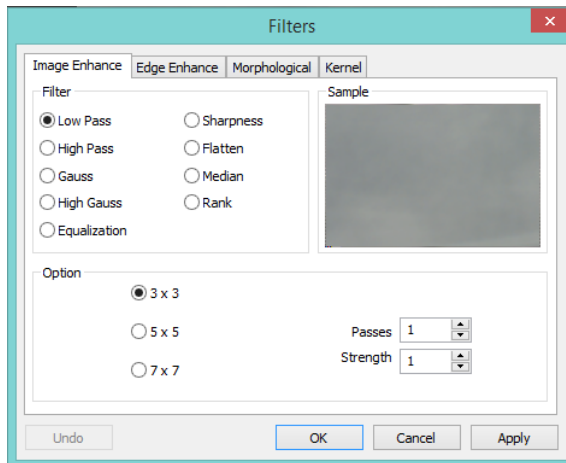 Filters
Image Enhance Edge Enhance Morphological Kernel
Filter
Low Pass
High Pass
Gauss
High Gauss
Equalization
Sharpness
Flatten
Median
Rank
Sample
Option
3 x 3
5 x 5
7 x 7
Passes 1
Strength 1
Undo OK Cancel Apply